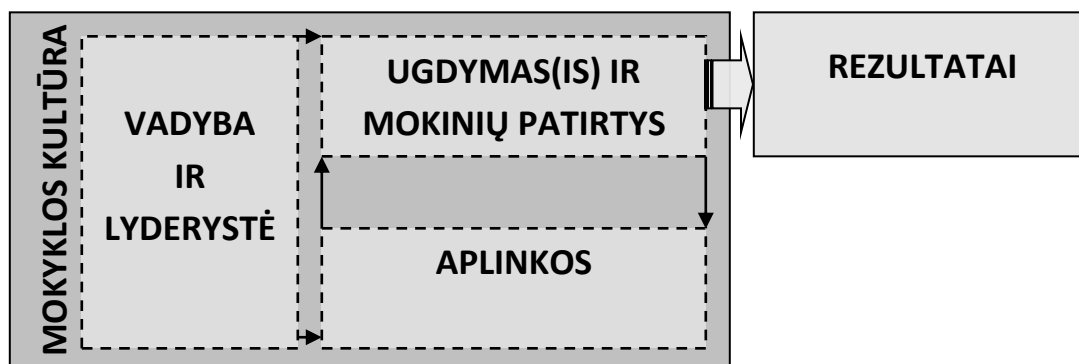 MOKYKLOS KULTŪRA
VADYBA
IR
LYDERYSTĖ
UGDYMAS(IS) IR
MOKINIŲ PATIRTYS
APLINKOS
REZULTATAI